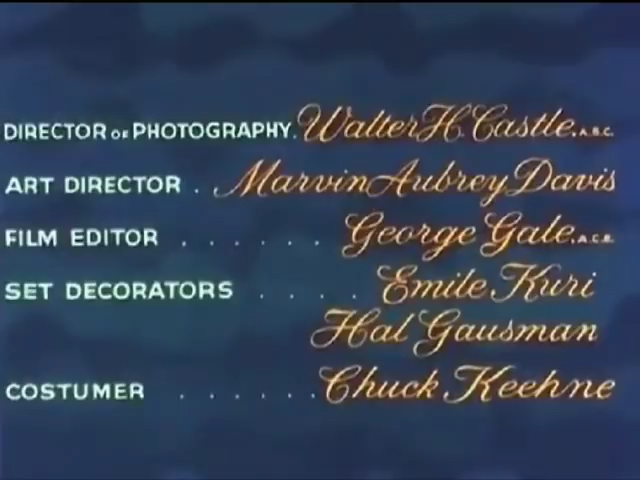 DIRECTOR OF PHOTOGRAPHY. Walter H. Castle, A.S.C.
ART DIRECTOR . Marvin Aubrey Davis
FILM EDITOR . . . . . . George Gale, A.C.E.
SET DECORATORS . . . . Emile Kuri
Hal Gausman
COSTUMER . . . . . . Chuck Keehne